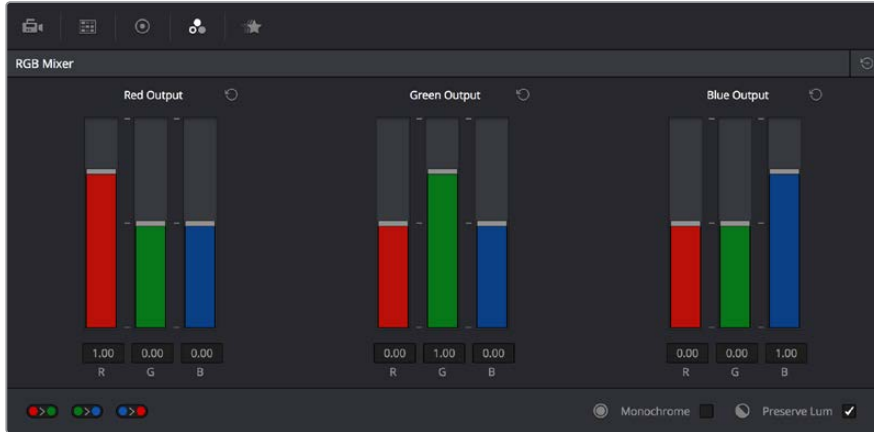 RGB Mixer
Red Output
Green Output
Blue Output
1.00 0.00 0.00
R G B
0.00 1.00 0.00
R G B
0.00 0.00 1.00
R G B
Monochrome
Preserve Lum